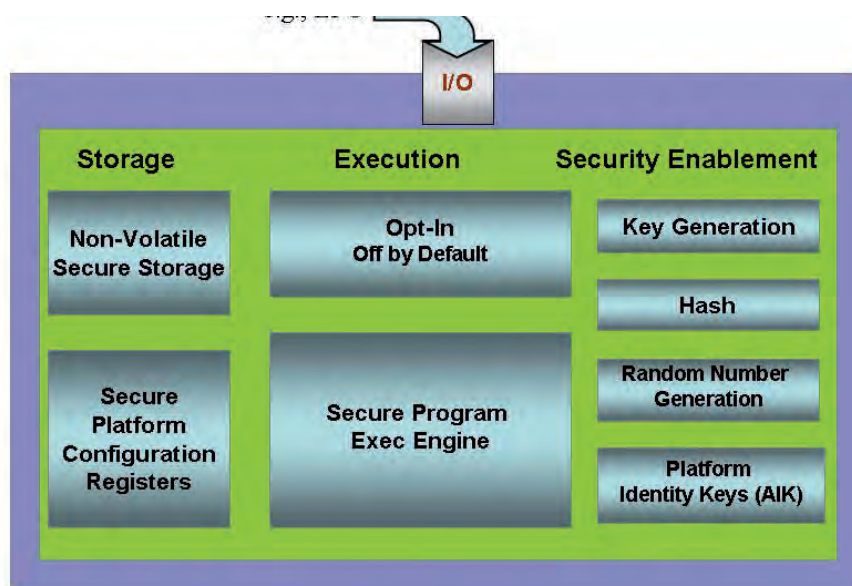 I/O
Storage
Execution
Security Enablement
Non-Volatile
Secure Storage
Opt-In
Off by Default
Key Generation
Hash
Secure
Platform
Configuration
Registers
Secure Program
Exec Engine
Random Number
Generation
Platform
Identity Keys (AIK)